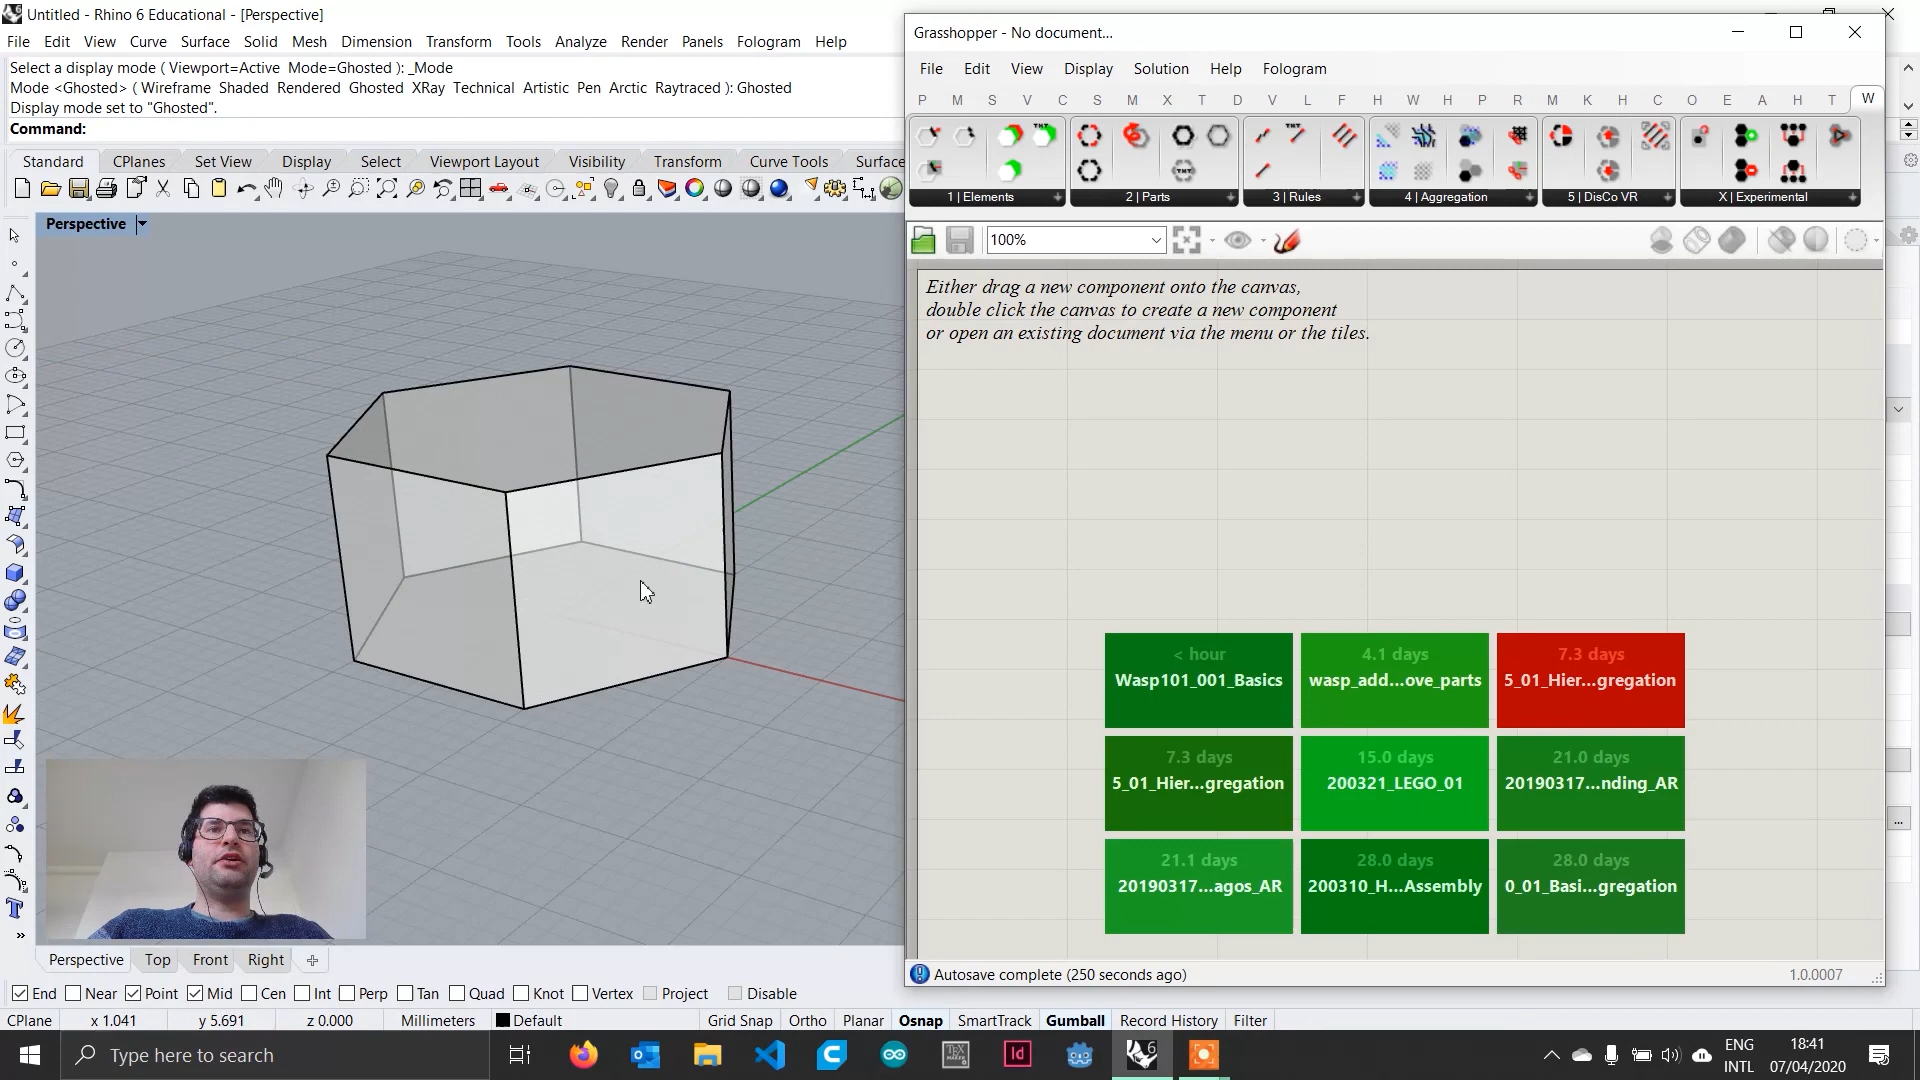 Untitled - Rhino 6 Educational - [Perspective]
File Edit View Curve Surface Solid Mesh Dimension Transform Tools Analyze Render Panels Fologram Help
Select a display mode ( Viewport=Active Mode=Ghosted ): _Mode
Mode <Ghosted> ( Wireframe Shaded Rendered Ghosted XRay Technical Artistic Pen Arctic Raytraced ): Ghosted
Display mode set to "Ghosted".
Command:
Standard CPlanes Set View Display Select Viewport Layout Visibility Transform Curve Tools Surface
Perspective
Grasshopper - No document...
File Edit View Display Solution Help Fologram
P M S V C S M X T D V L F H W H P R M K H C O E A H T W
1 | Elements 2 | Parts 3 | Rules 4 | Aggregation 5 | DisCo VR X | Experimental
100%
Either drag a new component onto the canvas,
double click the canvas to create a new component
or open an existing document via the menu or the tiles.
< hour
Wasp101_001_Basics
4.1 days
wasp_add...ove_parts
7.3 days
5_01_Hier...gregation
7.3 days
5_01_Hier...gregation
15.0 days
200321_LEGO_01
21.0 days
20190317...nding_AR
21.1 days
20190317...agos_AR
28.0 days
200310_H...Assembly
28.0 days
0_01_Basi...gregation
Autosave complete (250 seconds ago)
1.0.0007
Perspective Top Front Right
End Near Point Mid Cen Int Perp Tan Quad Knot Vertex Project Disable
CPlane x 1.041 y 5.691 z 0.000 Millimeters Default Grid Snap Ortho Planar Osnap SmartTrack Gumball Record History Filter
Type here to search
ENG
INTL
18:41
07/04/2020